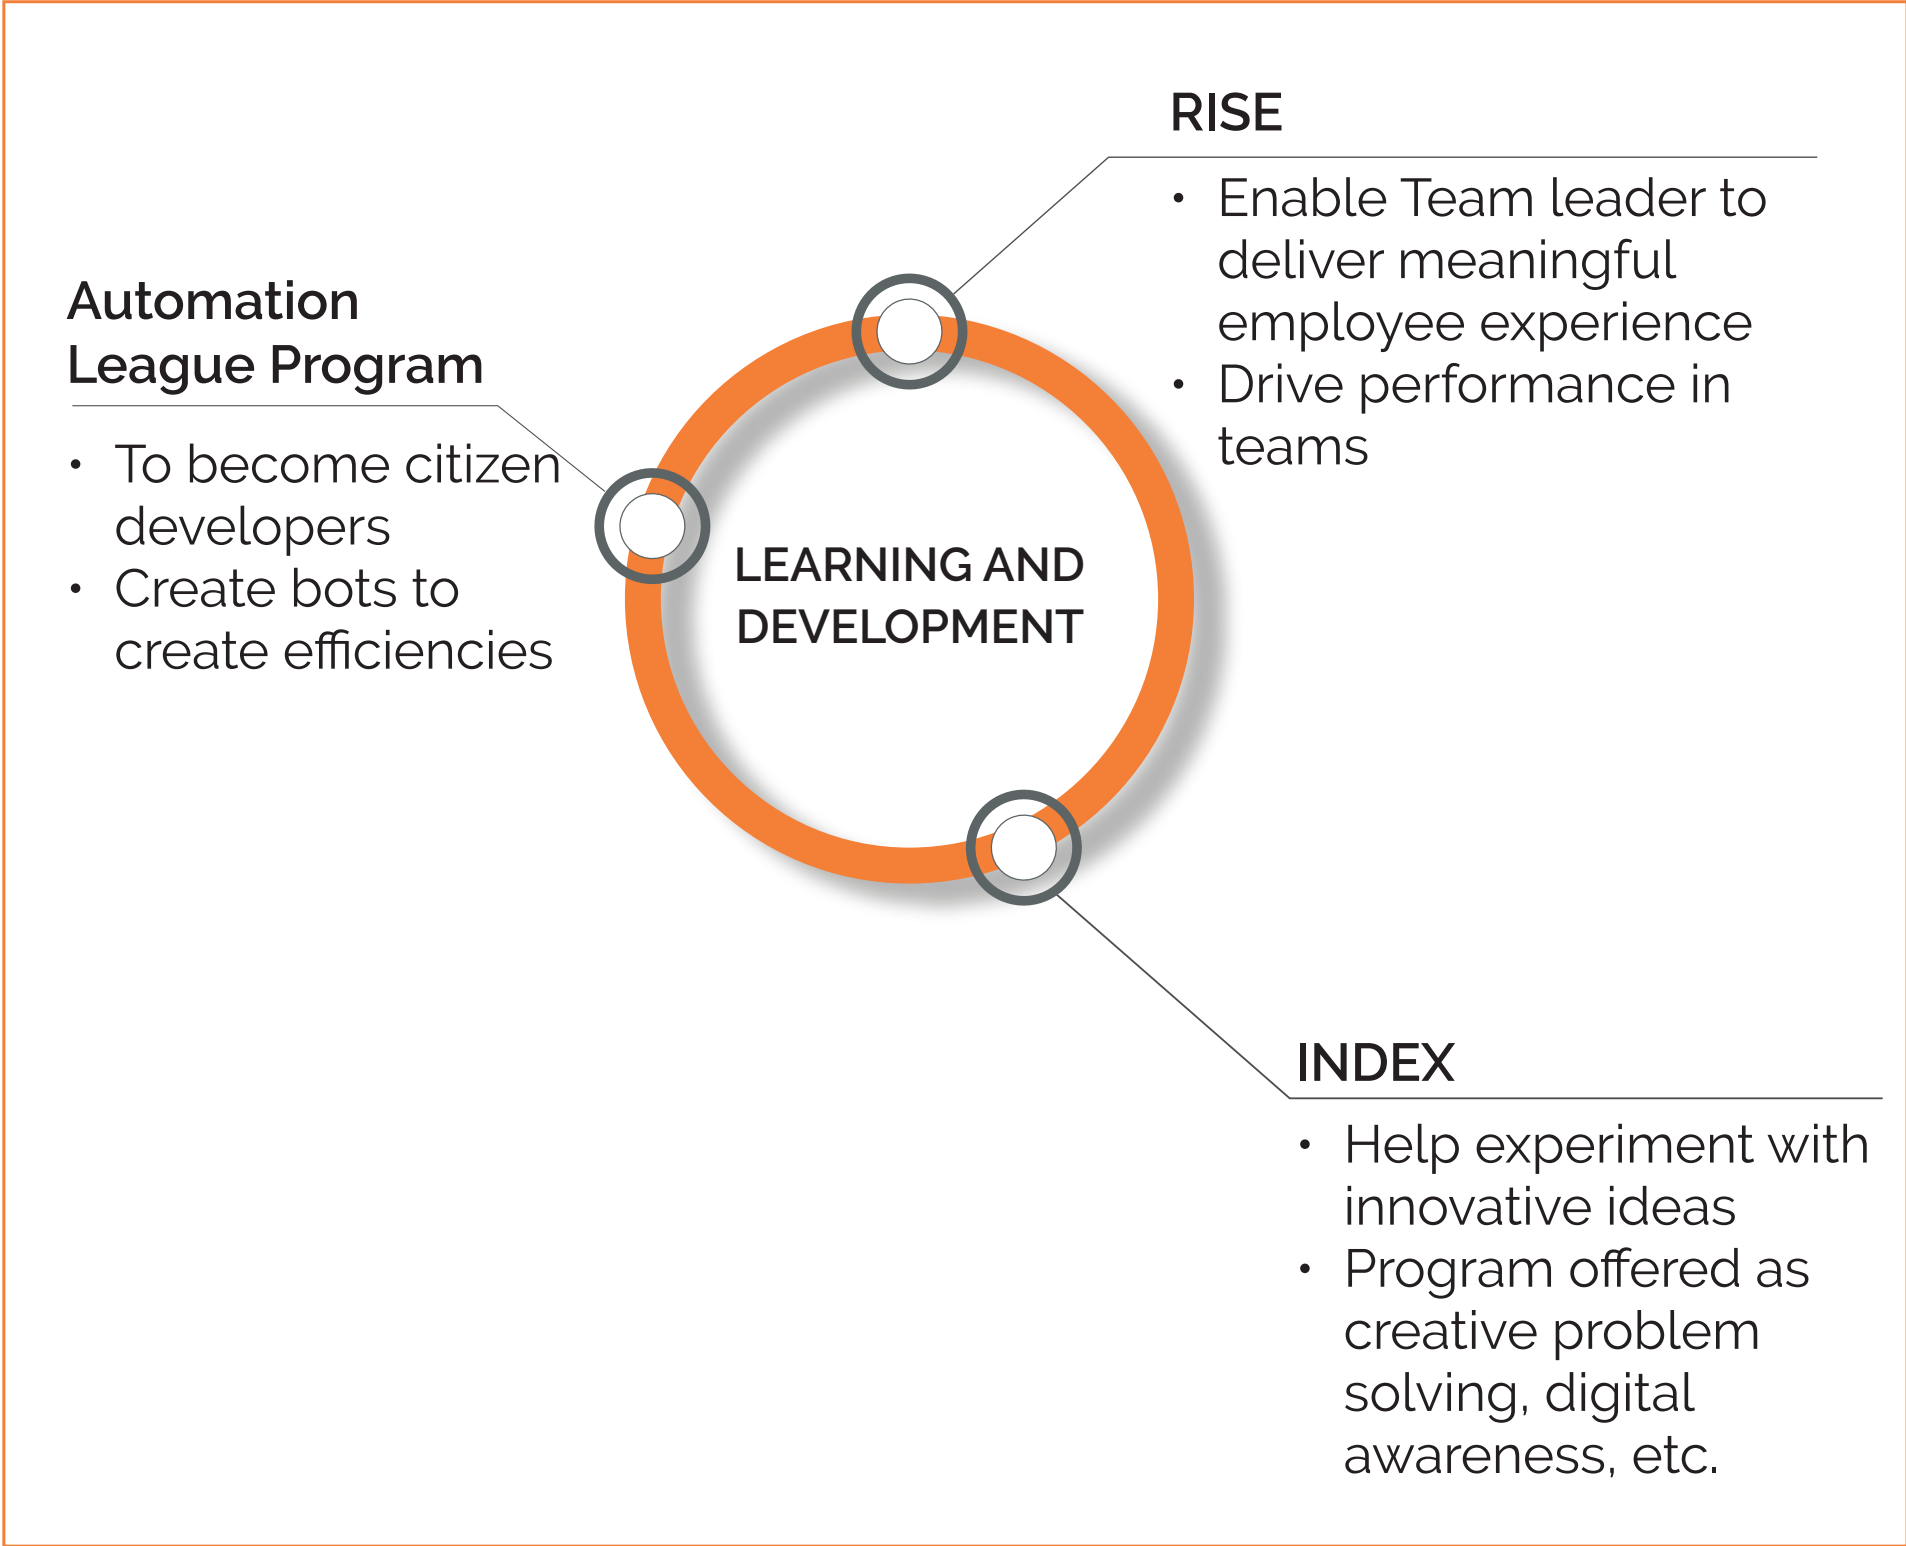 RISE
• Enable Team leader to
deliver meaningful
employee experience
• Drive performance in
teams
Automation
League Program
• To become citizen
developers
• Create bots to
create efficiencies
LEARNING AND
DEVELOPMENT
INDEX
• Help experiment with
innovative ideas
• Program offered as
creative problem
solving, digital
awareness, etc.